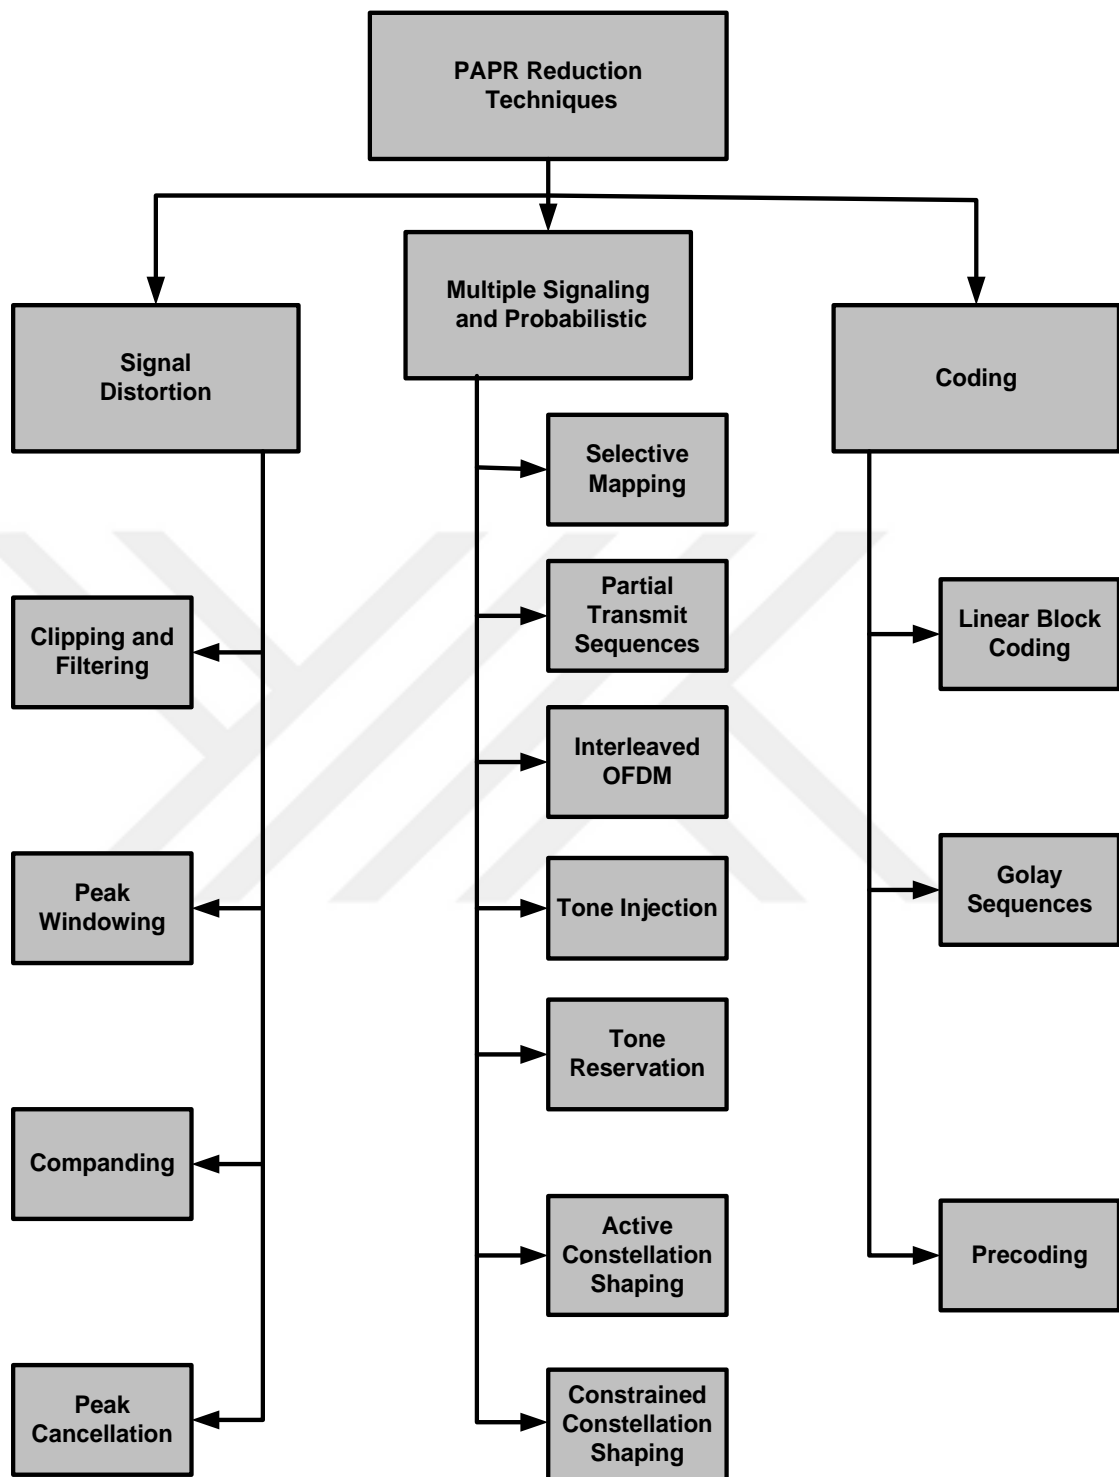 PAPR Reduction
Techniques
Signal
Distortion
Multiple Signaling
and Probabilistic
Coding
Clipping and
Filtering
Peak
Windowing
Companding
Peak
Cancellation
Selective
Mapping
Partial
Transmit
Sequences
Interleaved
OFDM
Tone Injection
Tone
Reservation
Active
Constellation
Shaping
Constrained
Constellation
Shaping
Linear Block
Coding
Golay
Sequences
Precoding